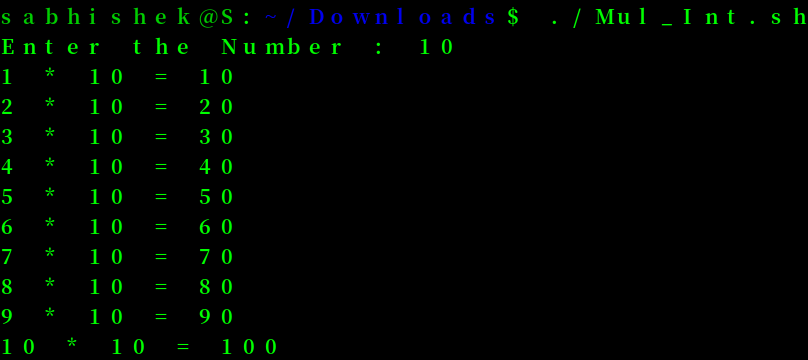 sabhishek@S:~/Downloads$ ./Mul_Int.sh
Enter the Number : 10
1 * 10 = 10
2 * 10 = 20
3 * 10 = 30
4 * 10 = 40
5 * 10 = 50
6 * 10 = 60
7 * 10 = 70
8 * 10 = 80
9 * 10 = 90
10 * 10 = 100